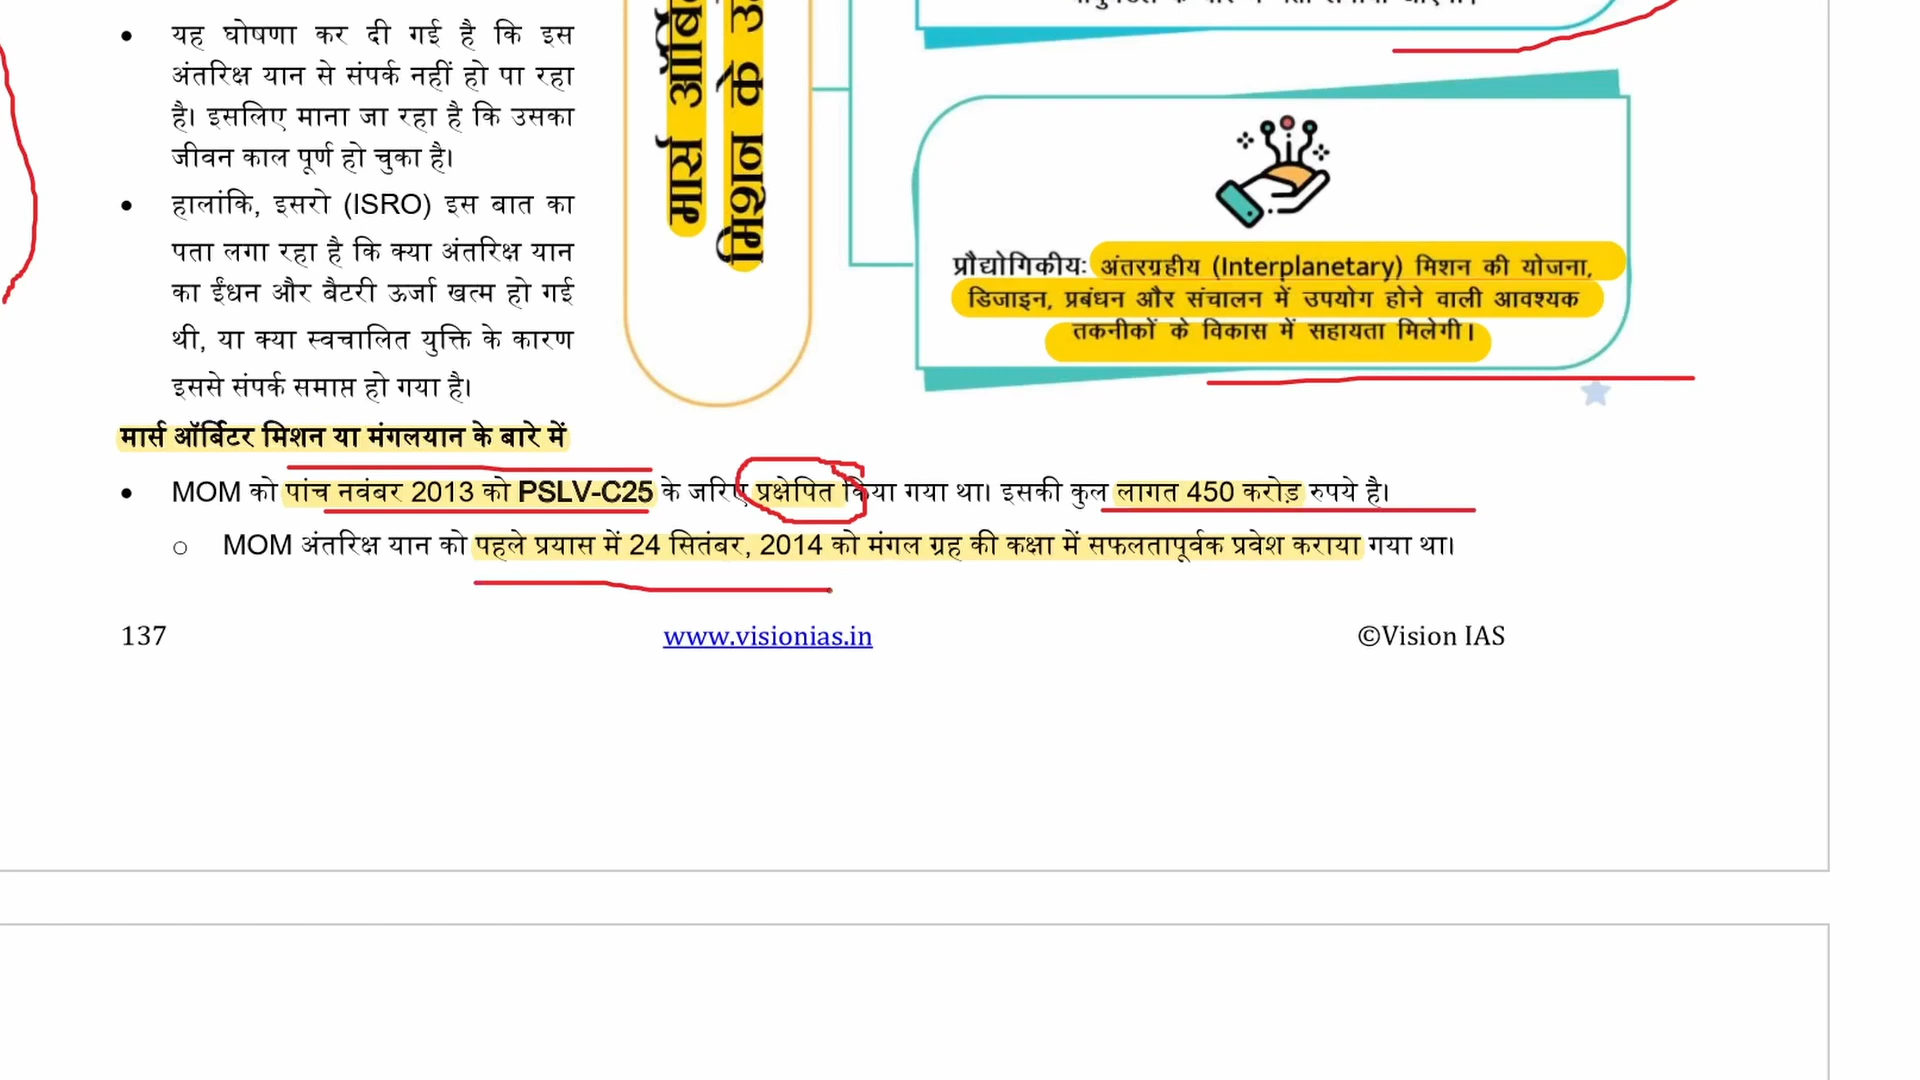 यह घोषणा कर दी गई है कि इस
अंतरिक्ष यान से संपर्क नहीं हो पा रहा
है। इसलिए माना जा रहा है कि उसका
जीवन काल पूर्ण हो चुका है।
हालांकि, इसरो (ISRO) इस बात का
पता लगा रहा है कि क्या अंतरिक्ष यान
का ईंधन और बैटरी ऊर्जा खत्म हो गई
थी, या क्या स्वचालित युक्ति के कारण
इससे संपर्क समाप्त हो गया है।
मार्स
मिशन के
प्रौद्योगिकीय: अंतरग्रहीय (Interplanetary) मिशन की योजना,
डिजाइन, प्रबंधन और संचालन में उपयोग होने वाली आवश्यक
तकनीकों के विकास में सहायता मिलेगी।
मार्स ऑर्बिटर मिशन या मंगलयान के बारे में
MOM को पांच नवंबर 2013 को PSLV-C25 के जरिए प्रक्षेपित किया गया था। इसकी कुल लागत 450 करोड़ रुपये है।
MOM अंतरिक्ष यान को पहले प्रयास में 24 सितंबर, 2014 को मंगल ग्रह की कक्षा में सफलतापूर्वक प्रवेश कराया गया था।
137
www.visionias.in
©Vision IAS